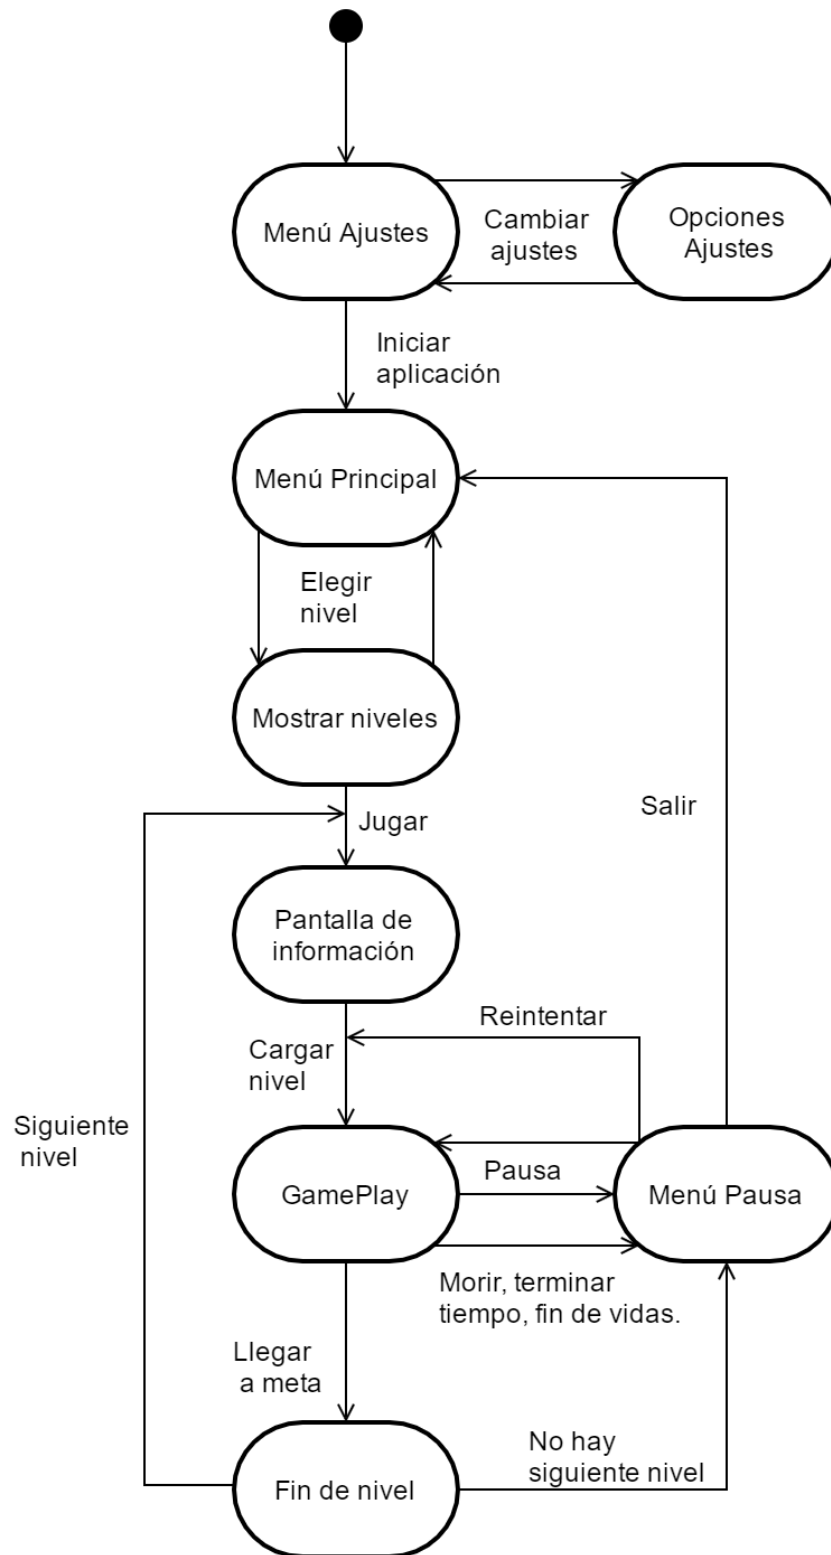 Menú Ajustes
Cambiar
ajustes
Opciones
Ajustes
Iniciar
aplicación
Menú Principal
Elegir
nivel
Mostrar niveles
Salir
Jugar
Pantalla de
información
Reintentar
Cargar
nivel
Siguiente
nivel
GamePlay
Pausa
Menú Pausa
Morir, terminar
tiempo, fin de vidas.
Llegar
a meta
No hay
siguiente nivel
Fin de nivel